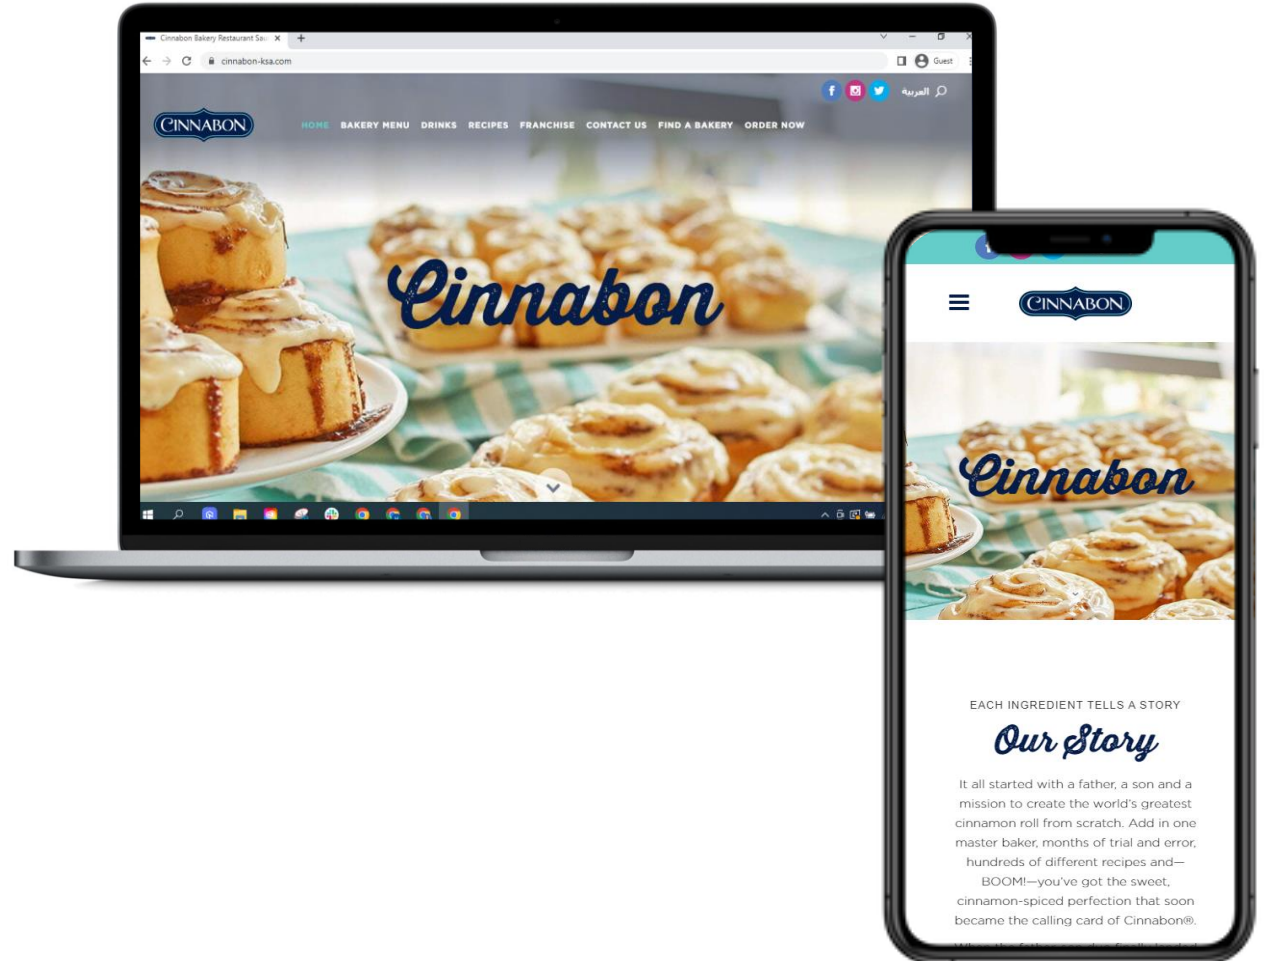 Cinnabon Bakery Restaurant Sau
cinnabon-ksa.com
Guest
العربية
CINNABON
HOME BAKERY MENU DRINKS RECIPES FRANCHISE CONTACT US FIND A BAKERY ORDER NOW
Cinnabon
CINNABON
Cinnabon
EACH INGREDIENT TELLS A STORY
Our Story
It all started with a father, a son and a
mission to create the world's greatest
cinnamon roll from scratch. Add in one
master baker, months of trial and error,
hundreds of different recipes and—
BOOM!—you've got the sweet,
cinnamon-spiced perfection that soon
became the calling card of Cinnabon®.